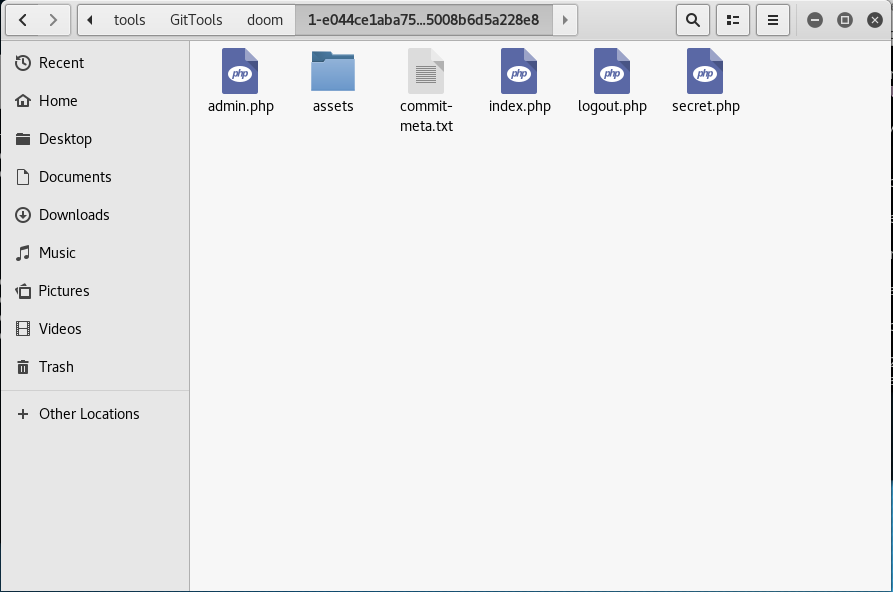 tools GitTools doom 1-e044ce1aba75...5008b6d5a228e8
Recent
Home
Desktop
Documents
Downloads
Music
Pictures
Videos
Trash
Other Locations
php php php php
admin.php assets commit- index.php logout.php secret.php
meta.txt